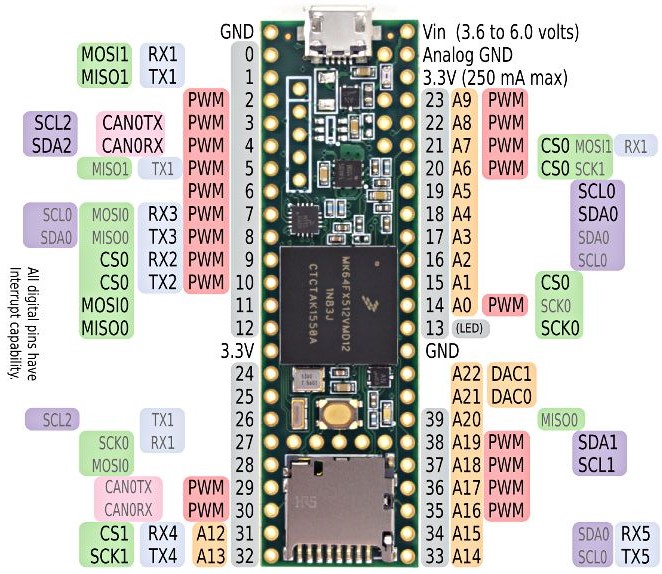 GND Vin (3.6 to 6.0 volts)
MOSI1 RX1 0 Analog GND
MISO1 TX1 1 3.3V (250 mA max)
PWM 2 23 A9 PWM
SCL2 CAN0TX PWM 3 22 A8 PWM
SDA2 CAN0RX PWM 4 21 A7 PWM CS0 MOSI1 RX1
MISO1 TX1 PWM 5 20 A6 PWM CS0 SCK1
PWM 6 19 A5 SCL0
SCL0 MOSI0 RX3 PWM 7 18 A4 SDA0
SDA0 MISO0 TX3 PWM 8 17 A3 SDA0
CS0 RX2 PWM 9 16 A2 SCL0
CS0 TX2 PWM 10 15 A1 CS0
MOSI0 11 14 A0 PWM SCK0
MISO0 12 13 (LED) SCK0
3.3V GND
24 A22 DAC1
25 A21 DAC0
SCL2 TX1 26 39 A20 MISO0
SCK0 RX1 27 38 A19 PWM SDA1
MOSI0 28 37 A18 PWM SCL1
CAN0TX PWM 29 36 A17 PWM
CAN0RX PWM 30 35 A16 PWM
CS1 RX4 A12 31 34 A15 SDA0 RX5
SCK1 TX4 A13 32 33 A14 SCL0 TX5
All digital pins have
Interrupt capability.
MK64FX512VMD12
1N83J
CTCTAK1550A